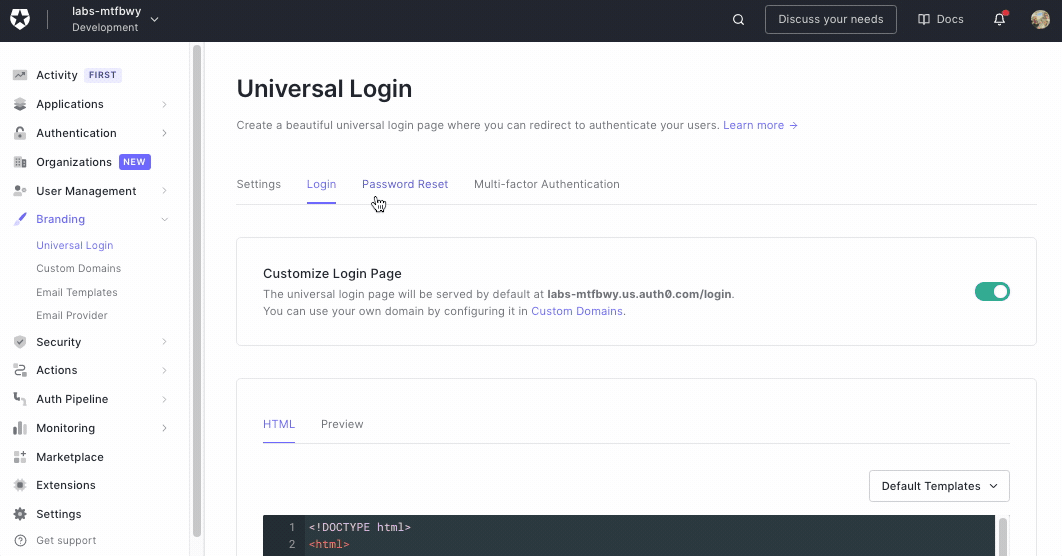 labs-mtfbwy
Development
Discuss your needs
Docs
Activity FIRST
Applications
Authentication
Organizations NEW
User Management
Branding
Universal Login
Custom Domains
Email Templates
Email Provider
Security
Actions
Auth Pipeline
Monitoring
Marketplace
Extensions
Settings
Get support
Universal Login
Create a beautiful universal login page where you can redirect to authenticate your users. Learn more →
Settings Login Password Reset Multi-factor Authentication
Customize Login Page
The universal login page will be served by default at labs-mtfbwy.us.auth0.com/login.
You can use your own domain by configuring it in Custom Domains.
HTML Preview
Default Templates
1 <!DOCTYPE html>
2 <html>